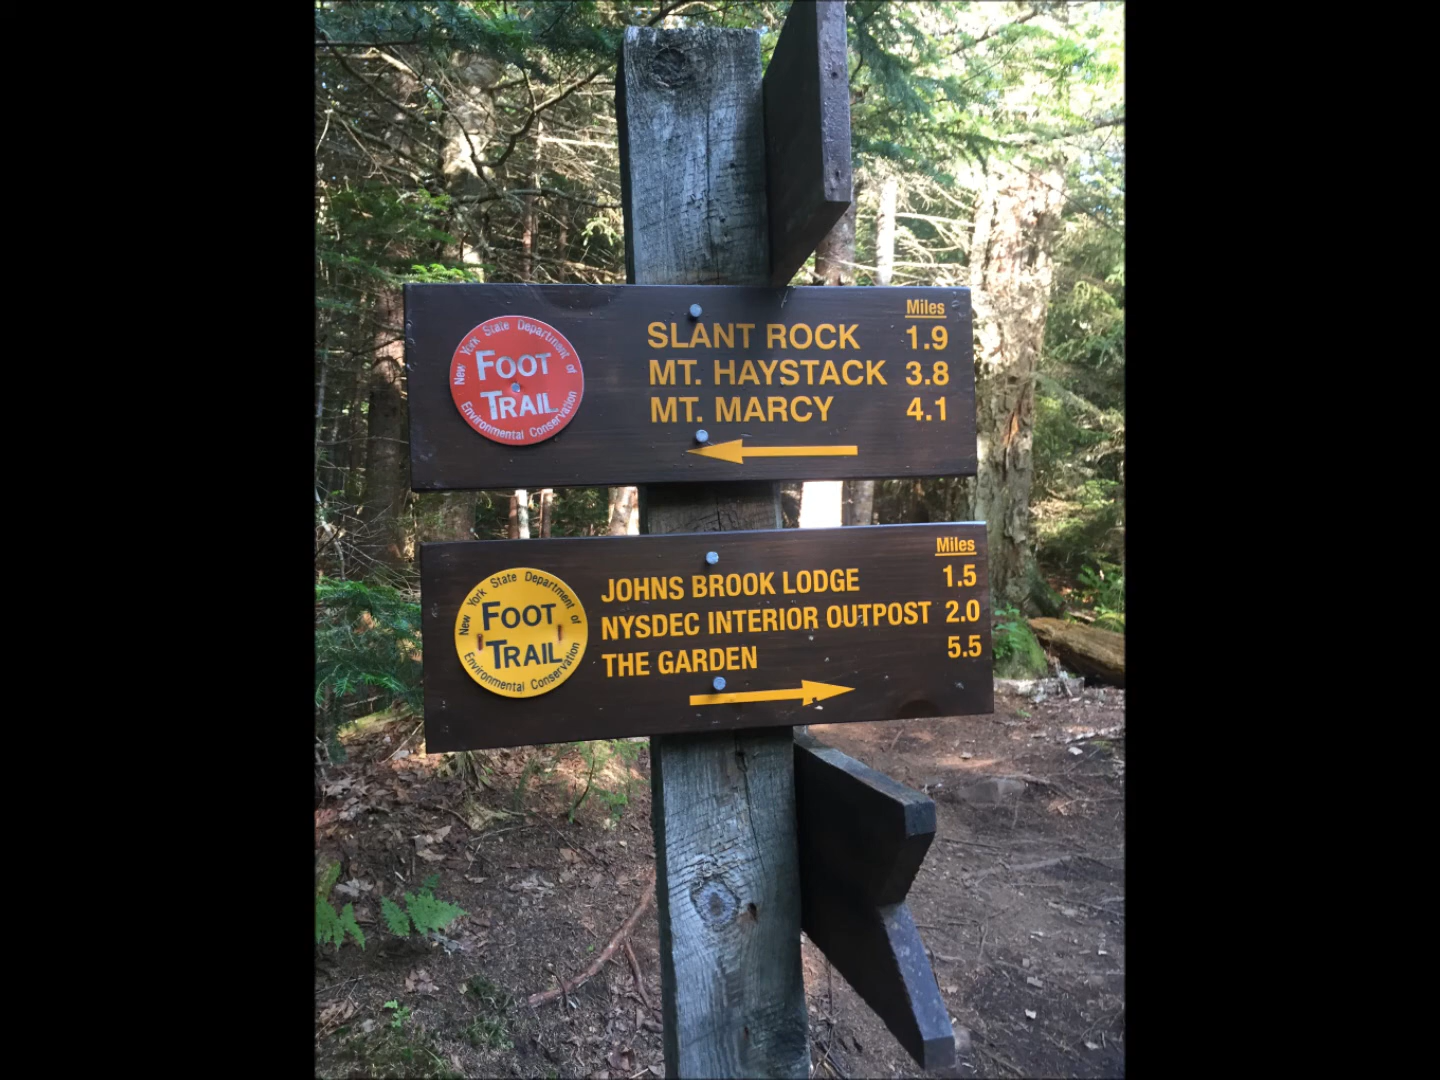 Miles
New York State Department of
FOOT
TRAIL
Environmental Conservation
SLANT ROCK 1.9
MT. HAYSTACK 3.8
MT. MARCY 4.1
Miles
New York State Department of
FOOT
TRAIL
Environmental Conservation
JOHNS BROOK LODGE 1.5
NYSDEC INTERIOR OUTPOST 2.0
THE GARDEN 5.5